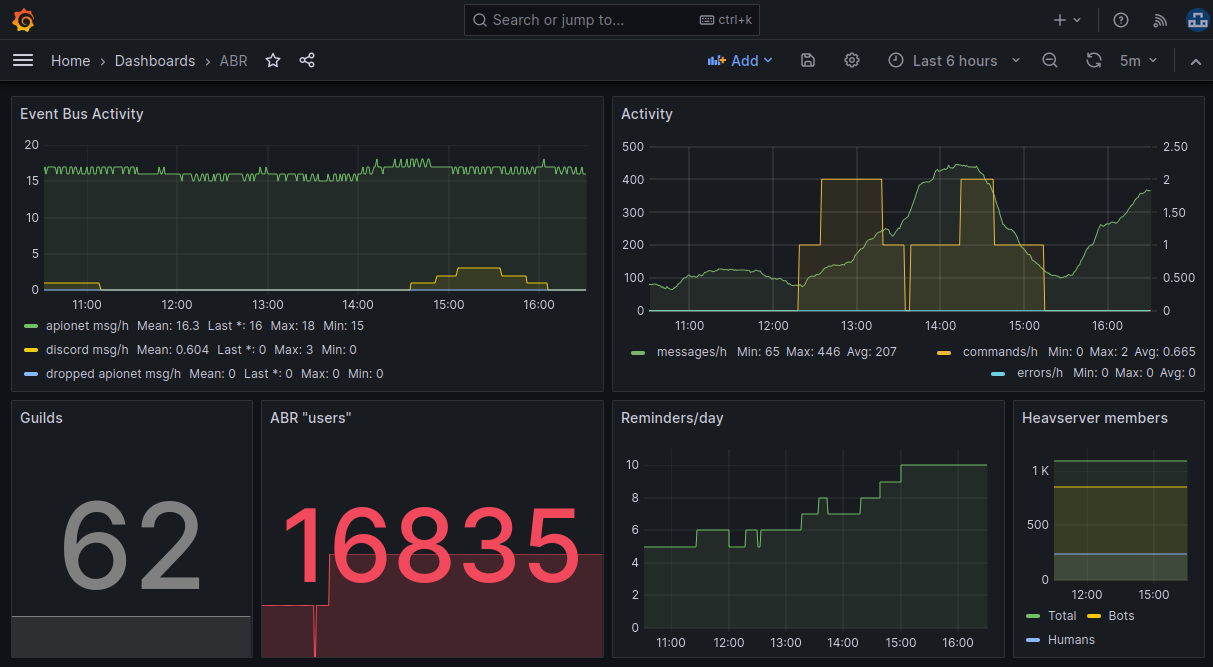 Search or jump to... ctrl+k
Home › Dashboards › ABR Add Last 6 hours 5m
Event Bus Activity
20
15
10
5
0
11:00 12:00 13:00 14:00 15:00 16:00
apionet msg/h Mean: 16.3 Last *: 16 Max: 18 Min: 15
discord msg/h Mean: 0.604 Last *: 0 Max: 3 Min: 0
dropped apionet msg/h Mean: 0 Last *: 0 Max: 0 Min: 0
Activity
500 2.50
400 2
300 1.50
200 1
100 0.500
0 0
11:00 12:00 13:00 14:00 15:00 16:00
messages/h Min: 65 Max: 446 Avg: 207 commands/h Min: 0 Max: 2 Avg: 0.665
errors/h Min: 0 Max: 0 Avg: 0
Guilds
62
ABR "users"
16835
Reminders/day
10
8
6
4
2
0
11:00 12:00 13:00 14:00 15:00 16:00
Heavserver members
1 K
500
0
12:00 15:00
Total Bots
Humans